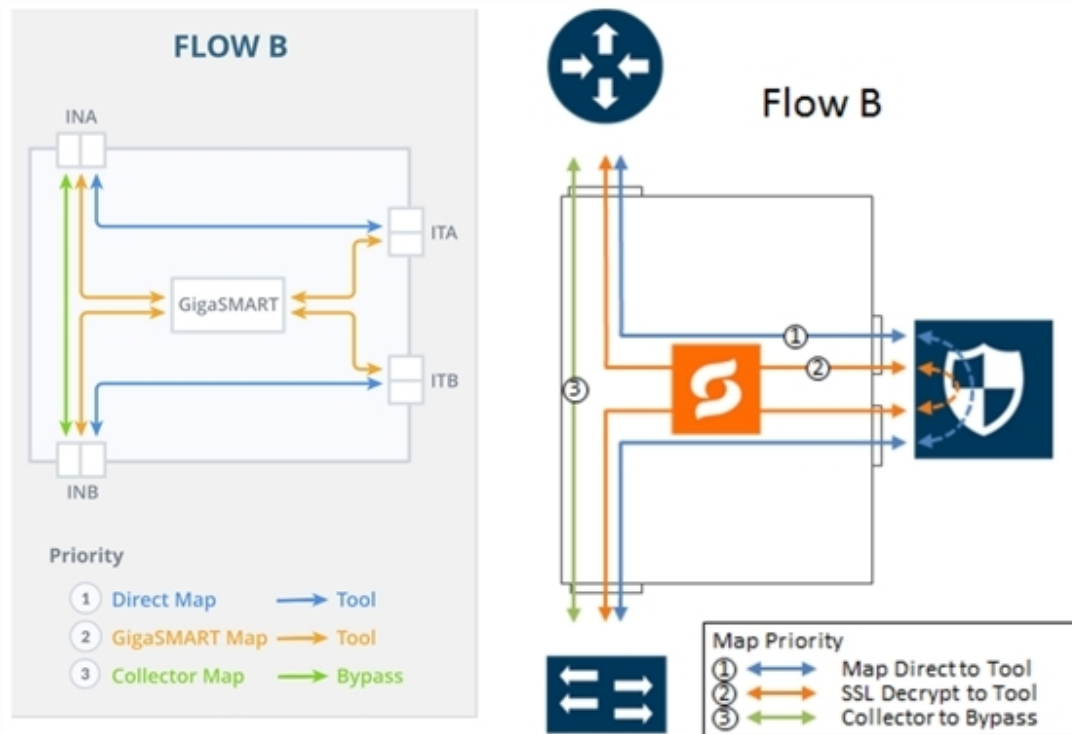 FLOW B
INA
ITA
GigaSMART
ITB
INB
Priority
1 Direct Map Tool
2 GigaSMART Map Tool
3 Collector Map Bypass
Flow B
1
2
3
Map Priority
1 Map Direct to Tool
2 SSL Decrypt to Tool
3 Collector to Bypass